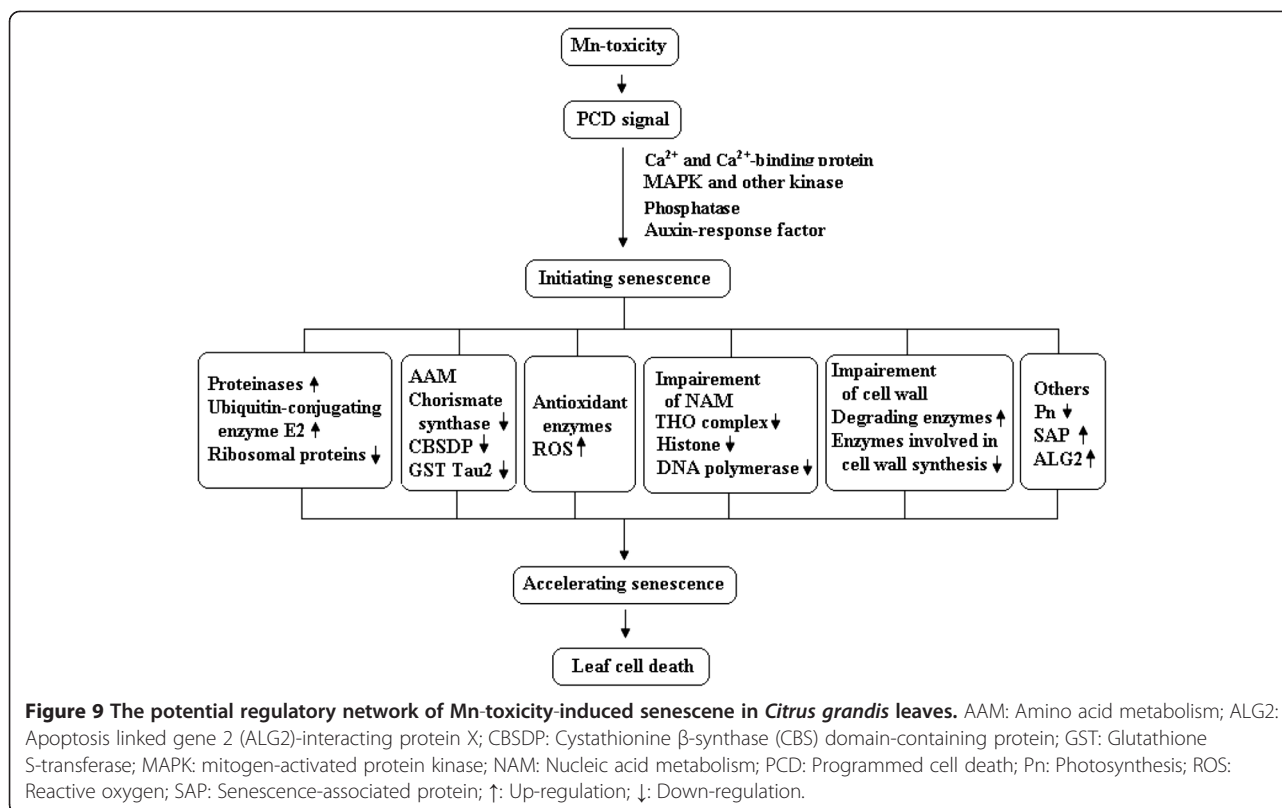 Mn-toxicity
PCD signal
Ca²⁺ and Ca²⁺-binding protein
MAPK and other kinase
Phosphatase
Auxin-response factor
Initiating senescence
Proteinases ↑
Ubiquitin-conjugating
enzyme E2 ↑
Ribosomal proteins ↓
AAM
Chorismate
synthase ↓
CBSDP ↓
GST Tau2 ↓
Antioxidant
enzymes
ROS ↑
Impairement
of NAM
THO complex ↓
Histone ↓
DNA polymerase ↓
Impairement
of cell wall
Degrading enzymes ↑
Enzymes involved in
cell wall synthesis ↓
Others
Pn ↓
SAP ↑
ALG2 ↑
Accelerating senescence
Leaf cell death
Figure 9 The potential regulatory network of Mn-toxicity-induced senescene in Citrus grandis leaves. AAM: Amino acid metabolism; ALG2:
Apoptosis linked gene 2 (ALG2)-interacting protein X; CBSDP: Cystathionine β-synthase (CBS) domain-containing protein; GST: Glutathione
S-transferase; MAPK: mitogen-activated protein kinase; NAM: Nucleic acid metabolism; PCD: Programmed cell death; Pn: Photosynthesis; ROS:
Reactive oxygen; SAP: Senescence-associated protein; ↑: Up-regulation; ↓: Down-regulation.